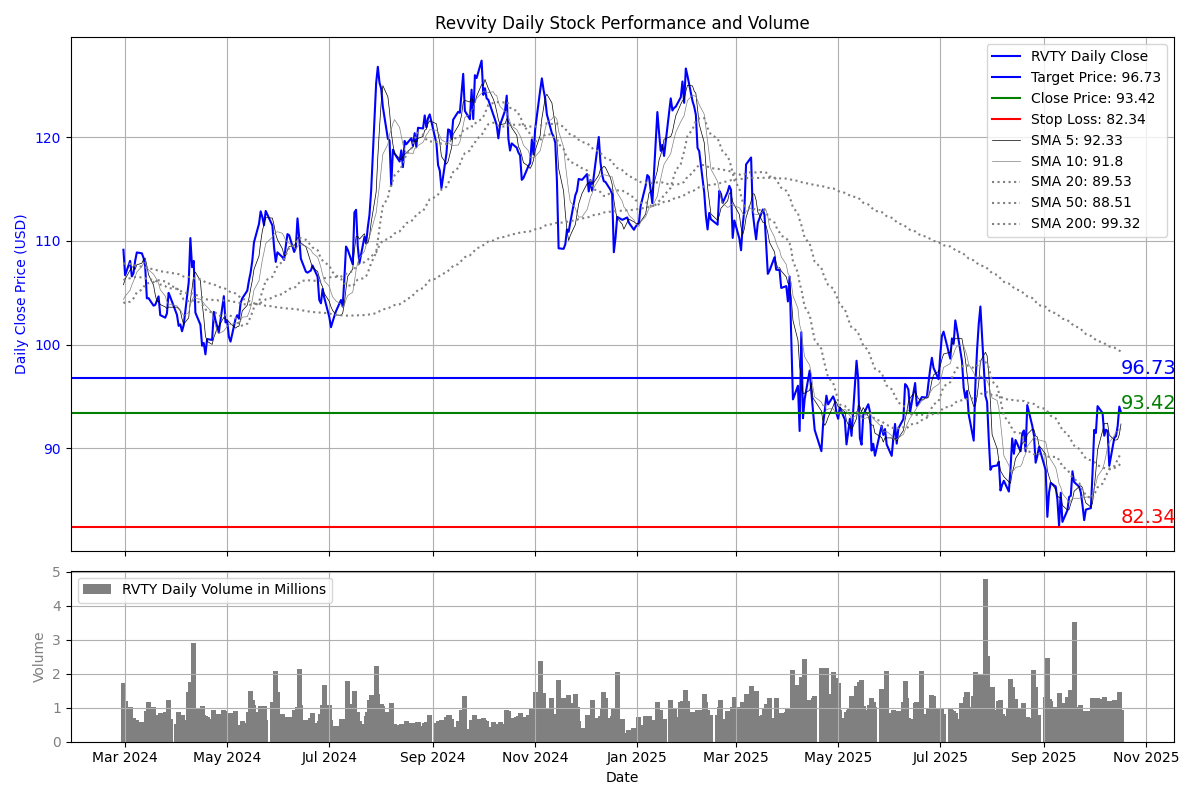 Revvity Daily Stock Performance and Volume
Daily Close Price (USD)
120
110
100
90
RVTY Daily Close
Target Price: 96.73
Close Price: 93.42
Stop Loss: 82.34
SMA 5: 92.33
SMA 10: 91.8
SMA 20: 89.53
SMA 50: 88.51
SMA 200: 99.32
96.73
93.42
82.34
Volume
5
4
3
2
1
0
RVTY Daily Volume in Millions
Mar 2024 May 2024 Jul 2024 Sep 2024 Nov 2024 Jan 2025 Mar 2025 May 2025 Jul 2025 Sep 2025 Nov 2025
Date